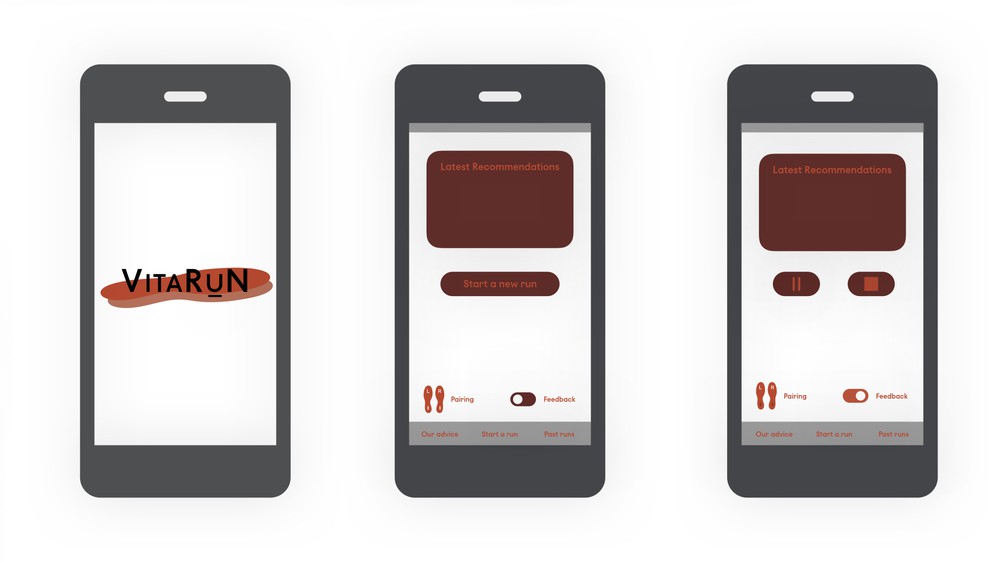 VITARUN
Latest Recommendations
Start a new run
L R
Pairing
Feedback
Our advice Start a run Past runs
Latest Recommendations
L R
Pairing
Feedback
Our advice Start a run Past runs